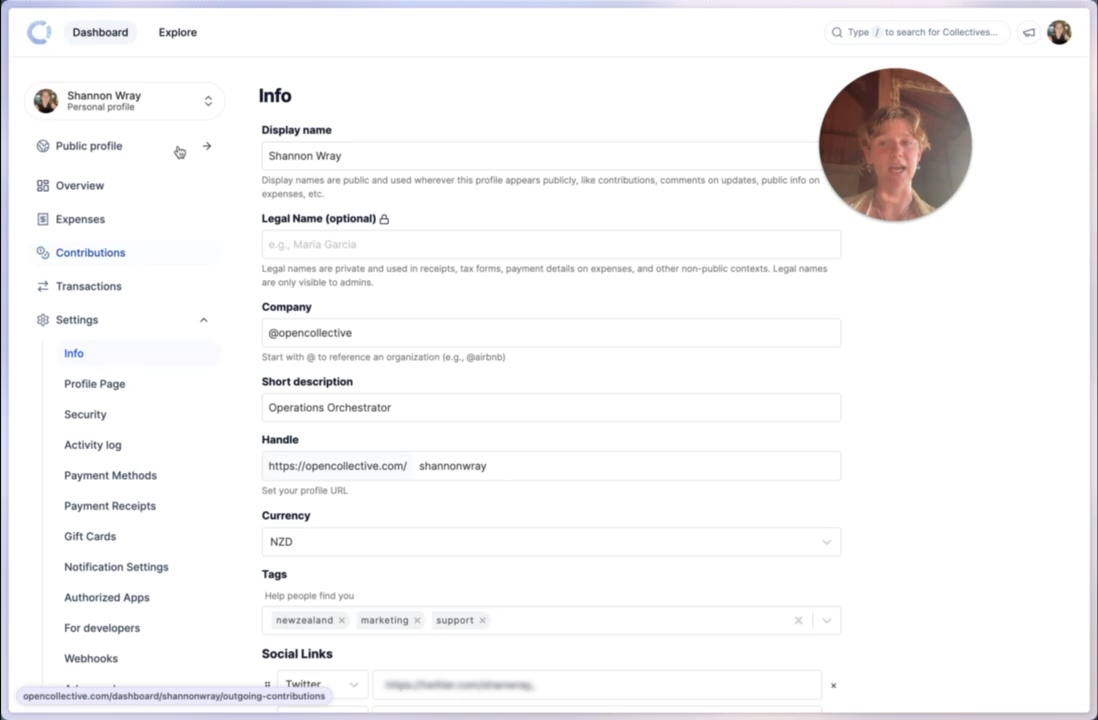 Dashboard
Explore
Type / to search for Collectives...
Shannon Wray
Personal profile
Public profile
Overview
Expenses
Contributions
Transactions
Settings
Info
Profile Page
Security
Activity log
Payment Methods
Payment Receipts
Gift Cards
Notification Settings
Authorized Apps
For developers
Webhooks
opencollective.com/dashboard/shannonwray/outgoing-contributions
Info
Display name
Shannon Wray
Display names are public and used wherever this profile appears publicly, like contributions, comments on updates, public info on
expenses, etc.
Legal Name (optional)
e.g., Maria Garcia
Legal names are private and used in receipts, tax forms, payment details on expenses, and other non-public contexts. Legal names
are only visible to admins.
Company
@opencollective
Start with @ to reference an organization (e.g., @airbnb)
Short description
Operations Orchestrator
Handle
https://opencollective.com/ shannonwray
Set your profile URL
Currency
NZD
Tags
Help people find you
newzealand × marketing × support ×
Social Links
Twitter